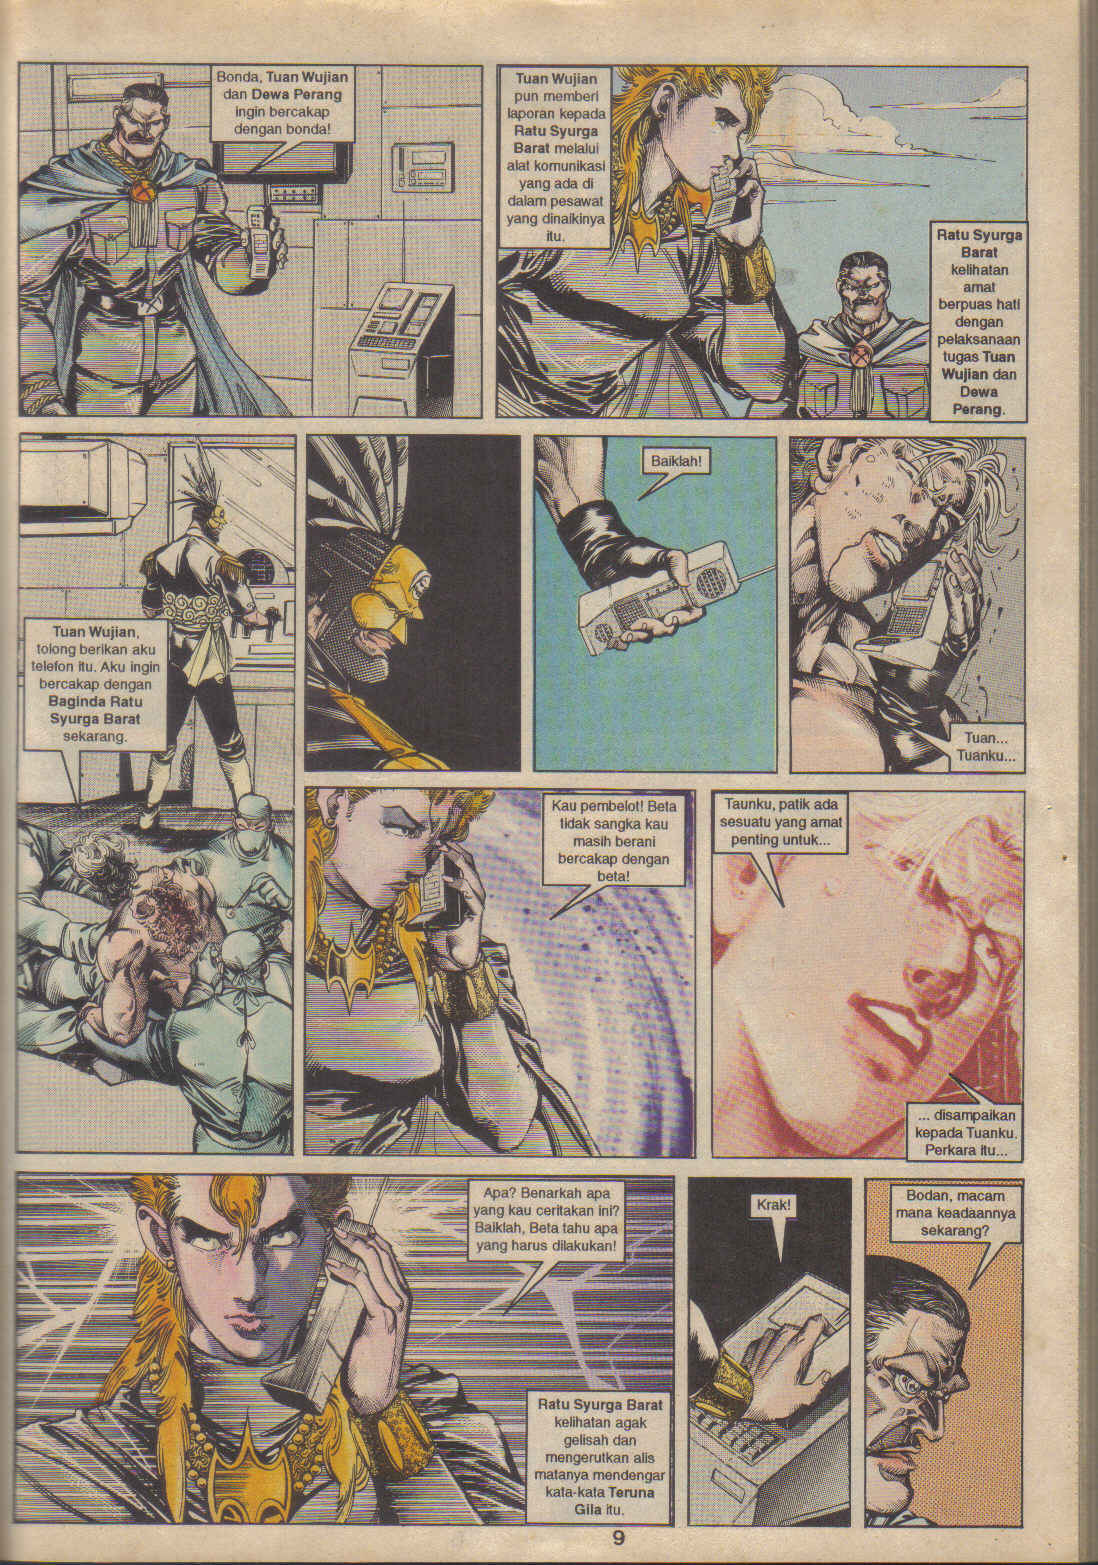 Bonda, Tuan Wujian
dan Dewa Perang
ingin bercakap
dengan bonda!
Tuan Wujian
pun memberi
laporan kepada
Ratu Syurga
Barat melalui
alat komunikasi
yang ada di
dalam pesawat
yang dinaikinya
itu.
Ratu Syurga
Barat
kelihatan
amat
berpuas hati
dengan
pelaksanaan
tugas Tuan
Wujian dan
Dewa
Perang.
Tuan Wujian,
tolong berikan aku
telefon itu. Aku ingin
bercakap dengan
Baginda Ratu
Syurga Barat
sekarang.
Baiklah!
Tuan...
Tuanku...
Kau pembelot! Beta
tidak sangka kau
masih berani
bercakap dengan
beta!
Taunku, patik ada
sesuatu yang amat
penting untuk...
... disampaikan
kepada Tuanku.
Perkara itu...
Apa? Benarkah apa
yang kau ceritakan ini?
Baiklah, Beta tahu apa
yang harus dilakukan!
Ratu Syurga Barat
kelihatan agak
gelisah dan
mengerutkan alis
matanya mendengar
kata-kata Teruna
Gila itu.
Krak!
Bodan, macam
mana keadaannya
sekarang?
9